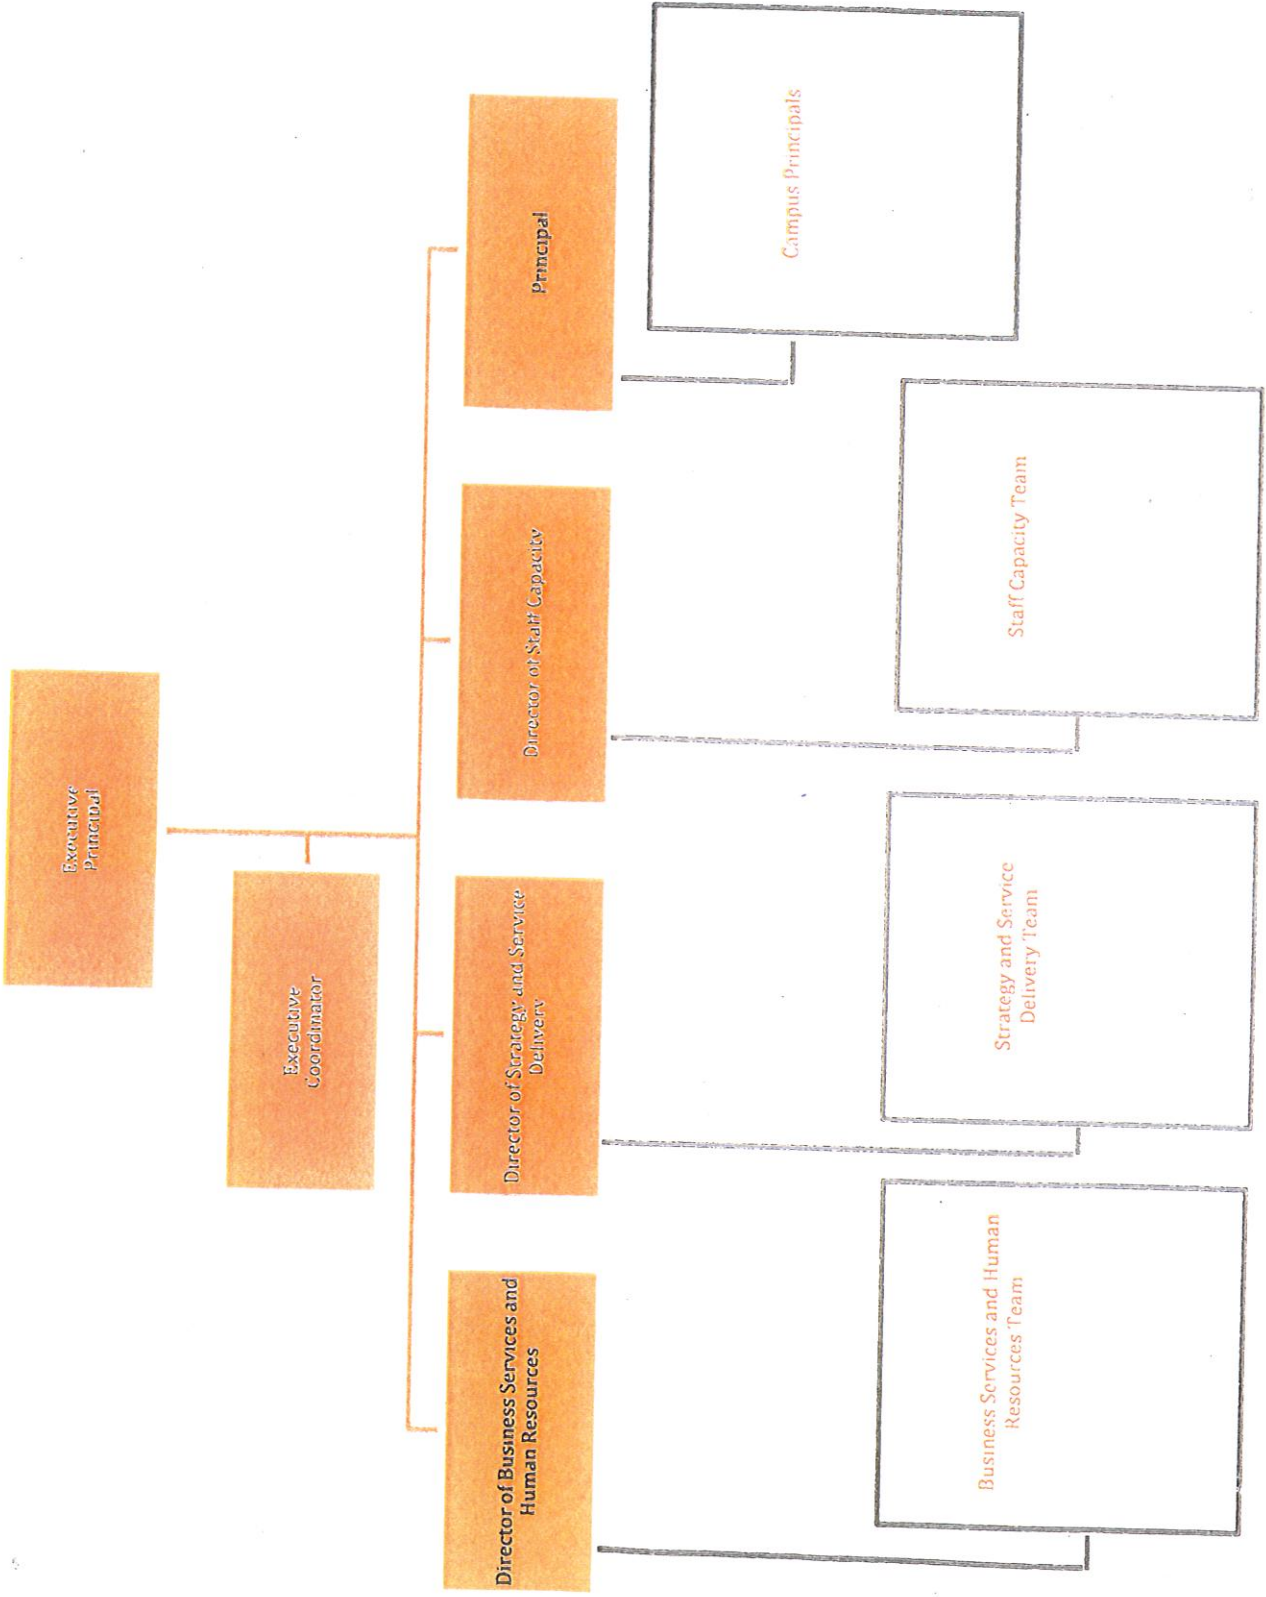 Executive
Principal
Executive
Coordinator
Director of Business Services and
Human Resources
Director of Strategy and Service
Delivery
Director of Staff Capacity
Principal
Business Services and Human
Resources Team
Strategy and Service
Delivery Team
Staff Capacity Team
Campus Principals